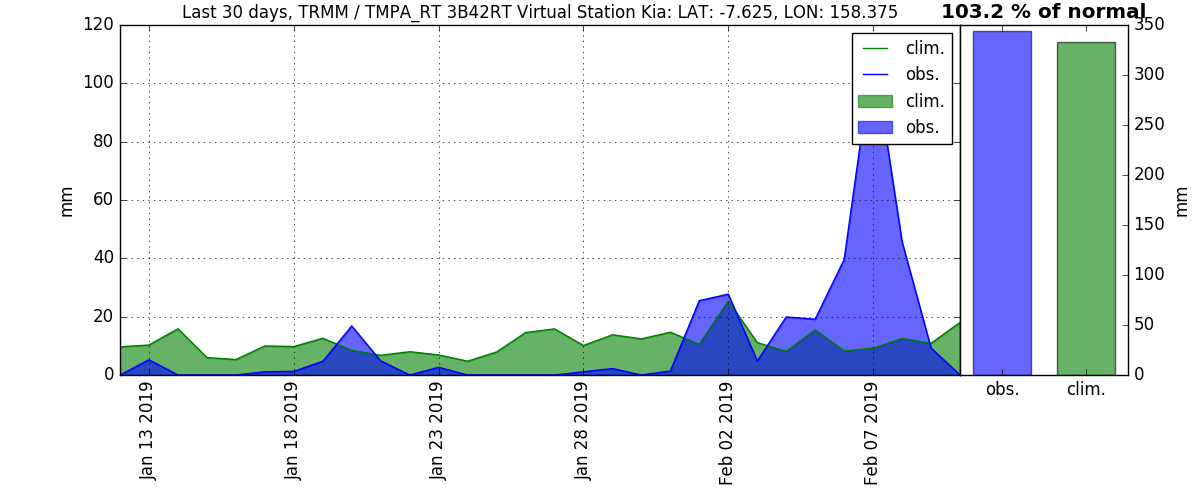 Last 30 days, TRMM / TMPA_RT 3B42RT Virtual Station Kia: LAT: -7.625, LON: 158.375
103.2 % of normal
120
100
80
60
40
20
0
mm
clim.
obs.
clim.
obs.
Jan 13 2019
Jan 18 2019
Jan 23 2019
Jan 28 2019
Feb 02 2019
Feb 07 2019
350
300
250
200
150
100
50
0
mm
obs.
clim.